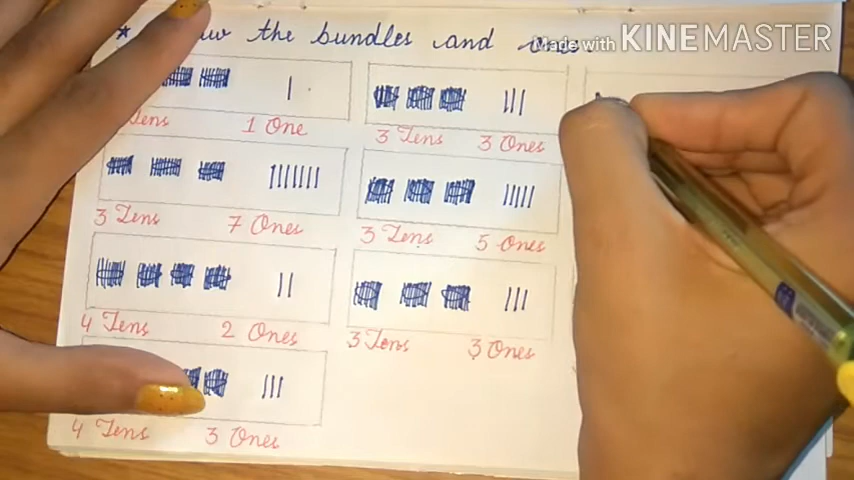 the bundles and
Made with KINEMASTER
Tens 1 One
3 Tens 3 Ones
3 Tens 7 Ones
3 Tens 5 Ones
4 Tens 2 Ones
3 Tens 3 Ones
4 Tens 3 Ones